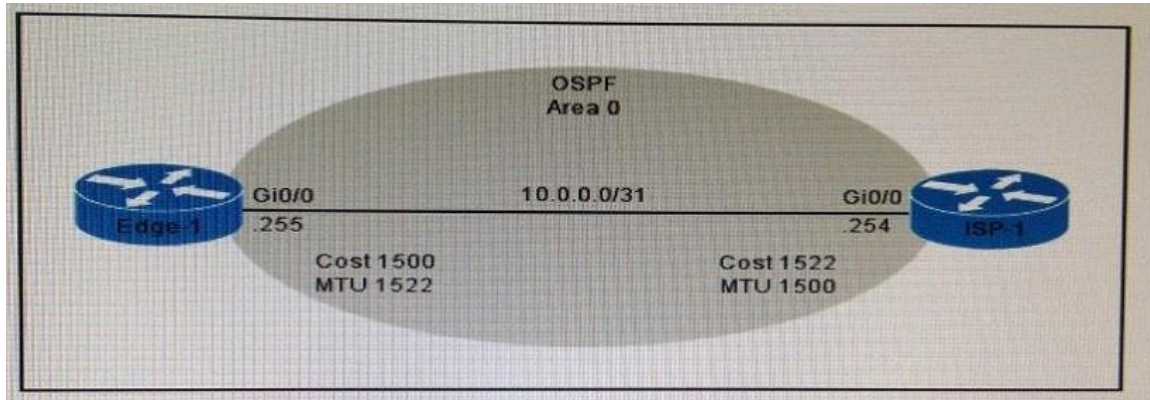 OSPF
Area 0
Gi0/0
10.0.0.0/31
Gi0/0
Edge-1
.255
.254
ISP-1
Cost 1500
MTU 1522
Cost 1522
MTU 1500